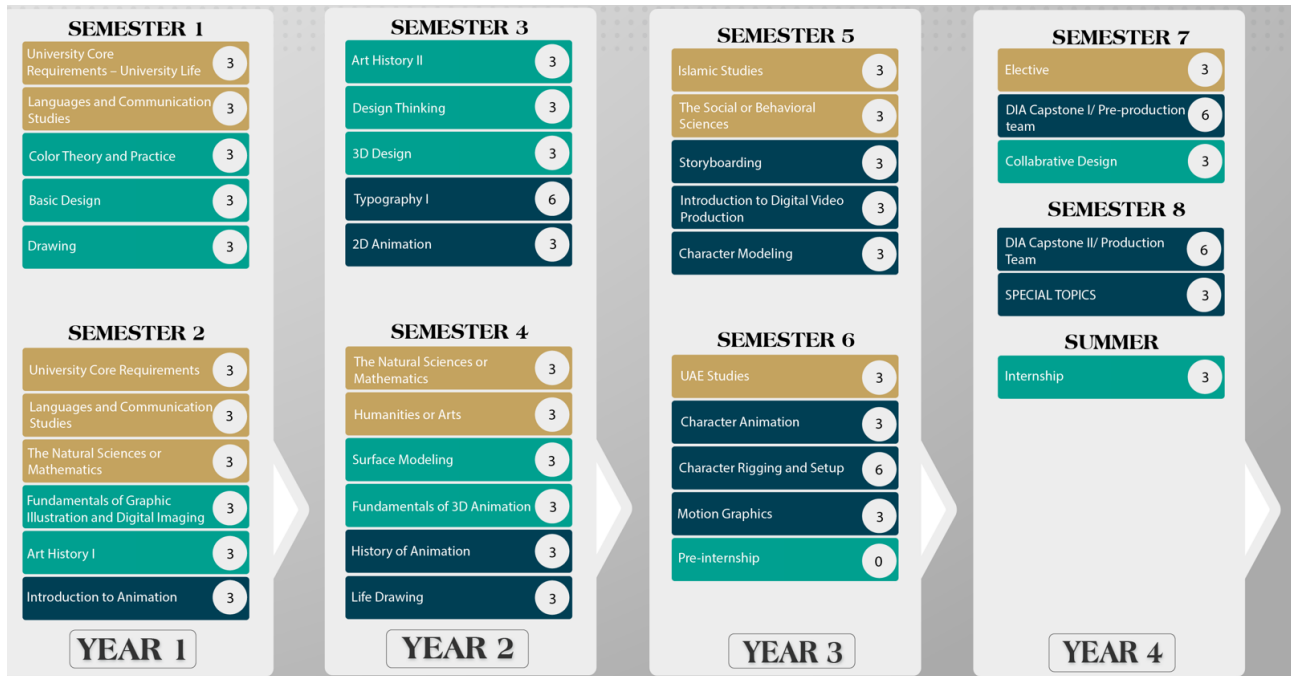 SEMESTER 1
University Core
Requirements – University Life
3
Languages and Communication
Studies
3
Color Theory and Practice
3
Basic Design
3
Drawing
3
SEMESTER 2
University Core Requirements
3
Languages and Communication
Studies
3
The Natural Sciences or
Mathematics
3
Fundamentals of Graphic
Illustration and Digital Imaging
3
Art History I
3
Introduction to Animation
3
YEAR 1
SEMESTER 3
Art History II
3
Design Thinking
3
3D Design
3
Typography I
6
2D Animation
3
SEMESTER 4
The Natural Sciences or
Mathematics
3
Humanities or Arts
3
Surface Modeling
3
Fundamentals of 3D Animation
3
History of Animation
3
Life Drawing
3
YEAR 2
SEMESTER 5
Islamic Studies
3
The Social or Behavioral
Sciences
3
Storyboarding
3
Introduction to Digital Video
Production
3
Character Modeling
3
SEMESTER 6
UAE Studies
3
Character Animation
3
Character Rigging and Setup
6
Motion Graphics
3
Pre-internship
0
YEAR 3
SEMESTER 7
Elective
3
DIA Capstone I/ Pre-production
team
6
Collabrative Design
3
SEMESTER 8
DIA Capstone II/ Production
Team
6
SPECIAL TOPICS
3
SUMMER
Internship
3
YEAR 4